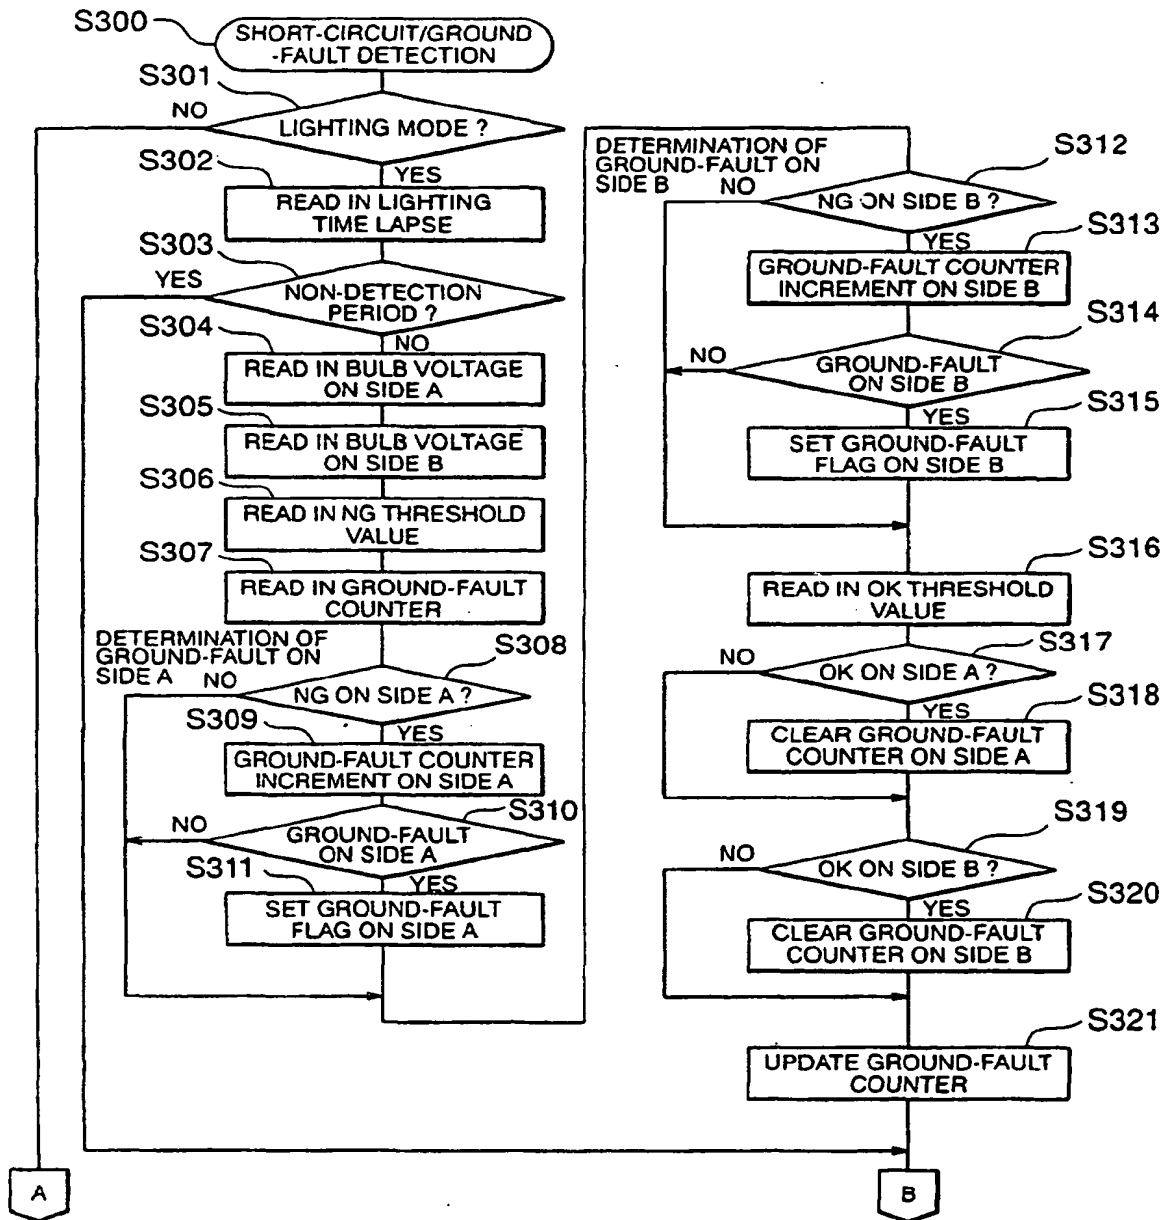 S300
SHORT-CIRCUIT/GROUND
-FAULT DETECTION
S301
NO
LIGHTING MODE ?
S302
YES
READ IN LIGHTING
TIME LAPSE
S303
YES
NON-DETECTION
PERIOD ?
S304
NO
READ IN BULB VOLTAGE
ON SIDE A
S305
READ IN BULB VOLTAGE
ON SIDE B
S306
READ IN NG THRESHOLD
VALUE
S307
READ IN GROUND-FAULT
COUNTER
DETERMINATION OF
GROUND-FAULT ON
SIDE A
S308
NO
NG ON SIDE A ?
S309
YES
GROUND-FAULT COUNTER
INCREMENT ON SIDE A
S310
NO
GROUND-FAULT
ON SIDE A
S311
YES
SET GROUND-FAULT
FLAG ON SIDE A
A
DETERMINATION OF
GROUND-FAULT ON
SIDE B
S312
NO
NG ON SIDE B ?
S313
YES
GROUND-FAULT COUNTER
INCREMENT ON SIDE B
S314
NO
GROUND-FAULT
ON SIDE B
S315
YES
SET GROUND-FAULT
FLAG ON SIDE B
S316
READ IN OK THRESHOLD
VALUE
S317
NO
OK ON SIDE A ?
S318
YES
CLEAR GROUND-FAULT
COUNTER ON SIDE A
S319
NO
OK ON SIDE B ?
S320
YES
CLEAR GROUND-FAULT
COUNTER ON SIDE B
S321
UPDATE GROUND-FAULT
COUNTER
B